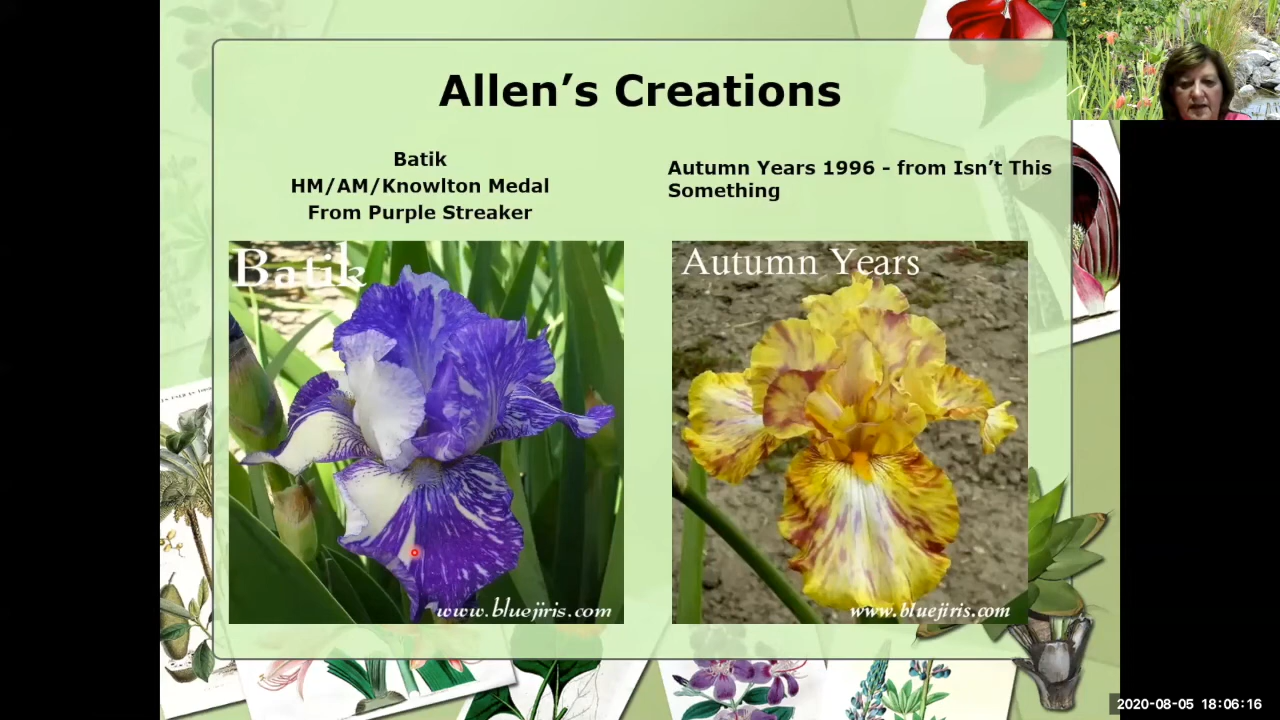 Allen’s Creations
Batik
HM/AM/Knowlton Medal
From Purple Streaker
Autumn Years 1996 - from Isn’t This
Something
Batik
www.bluejiris.com
Autumn Years
www.bluejiris.com
2020-08-05 18:06:16